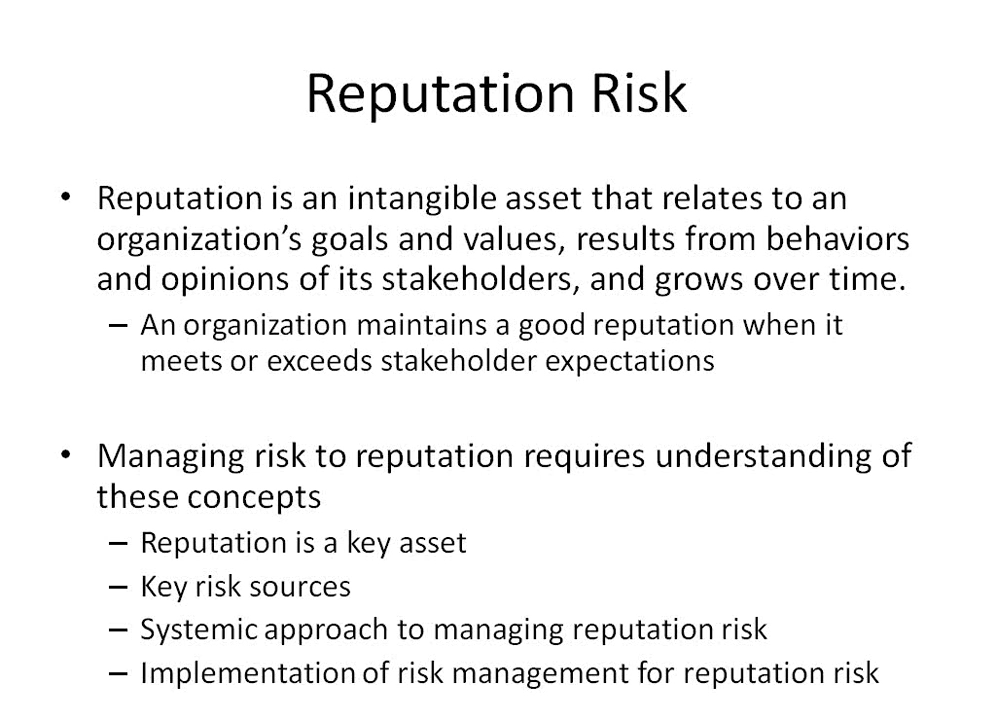 Reputation Risk
• Reputation is an intangible asset that relates to an
organization’s goals and values, results from behaviors
and opinions of its stakeholders, and grows over time.
– An organization maintains a good reputation when it
meets or exceeds stakeholder expectations
• Managing risk to reputation requires understanding of
these concepts
– Reputation is a key asset
– Key risk sources
– Systemic approach to managing reputation risk
– Implementation of risk management for reputation risk